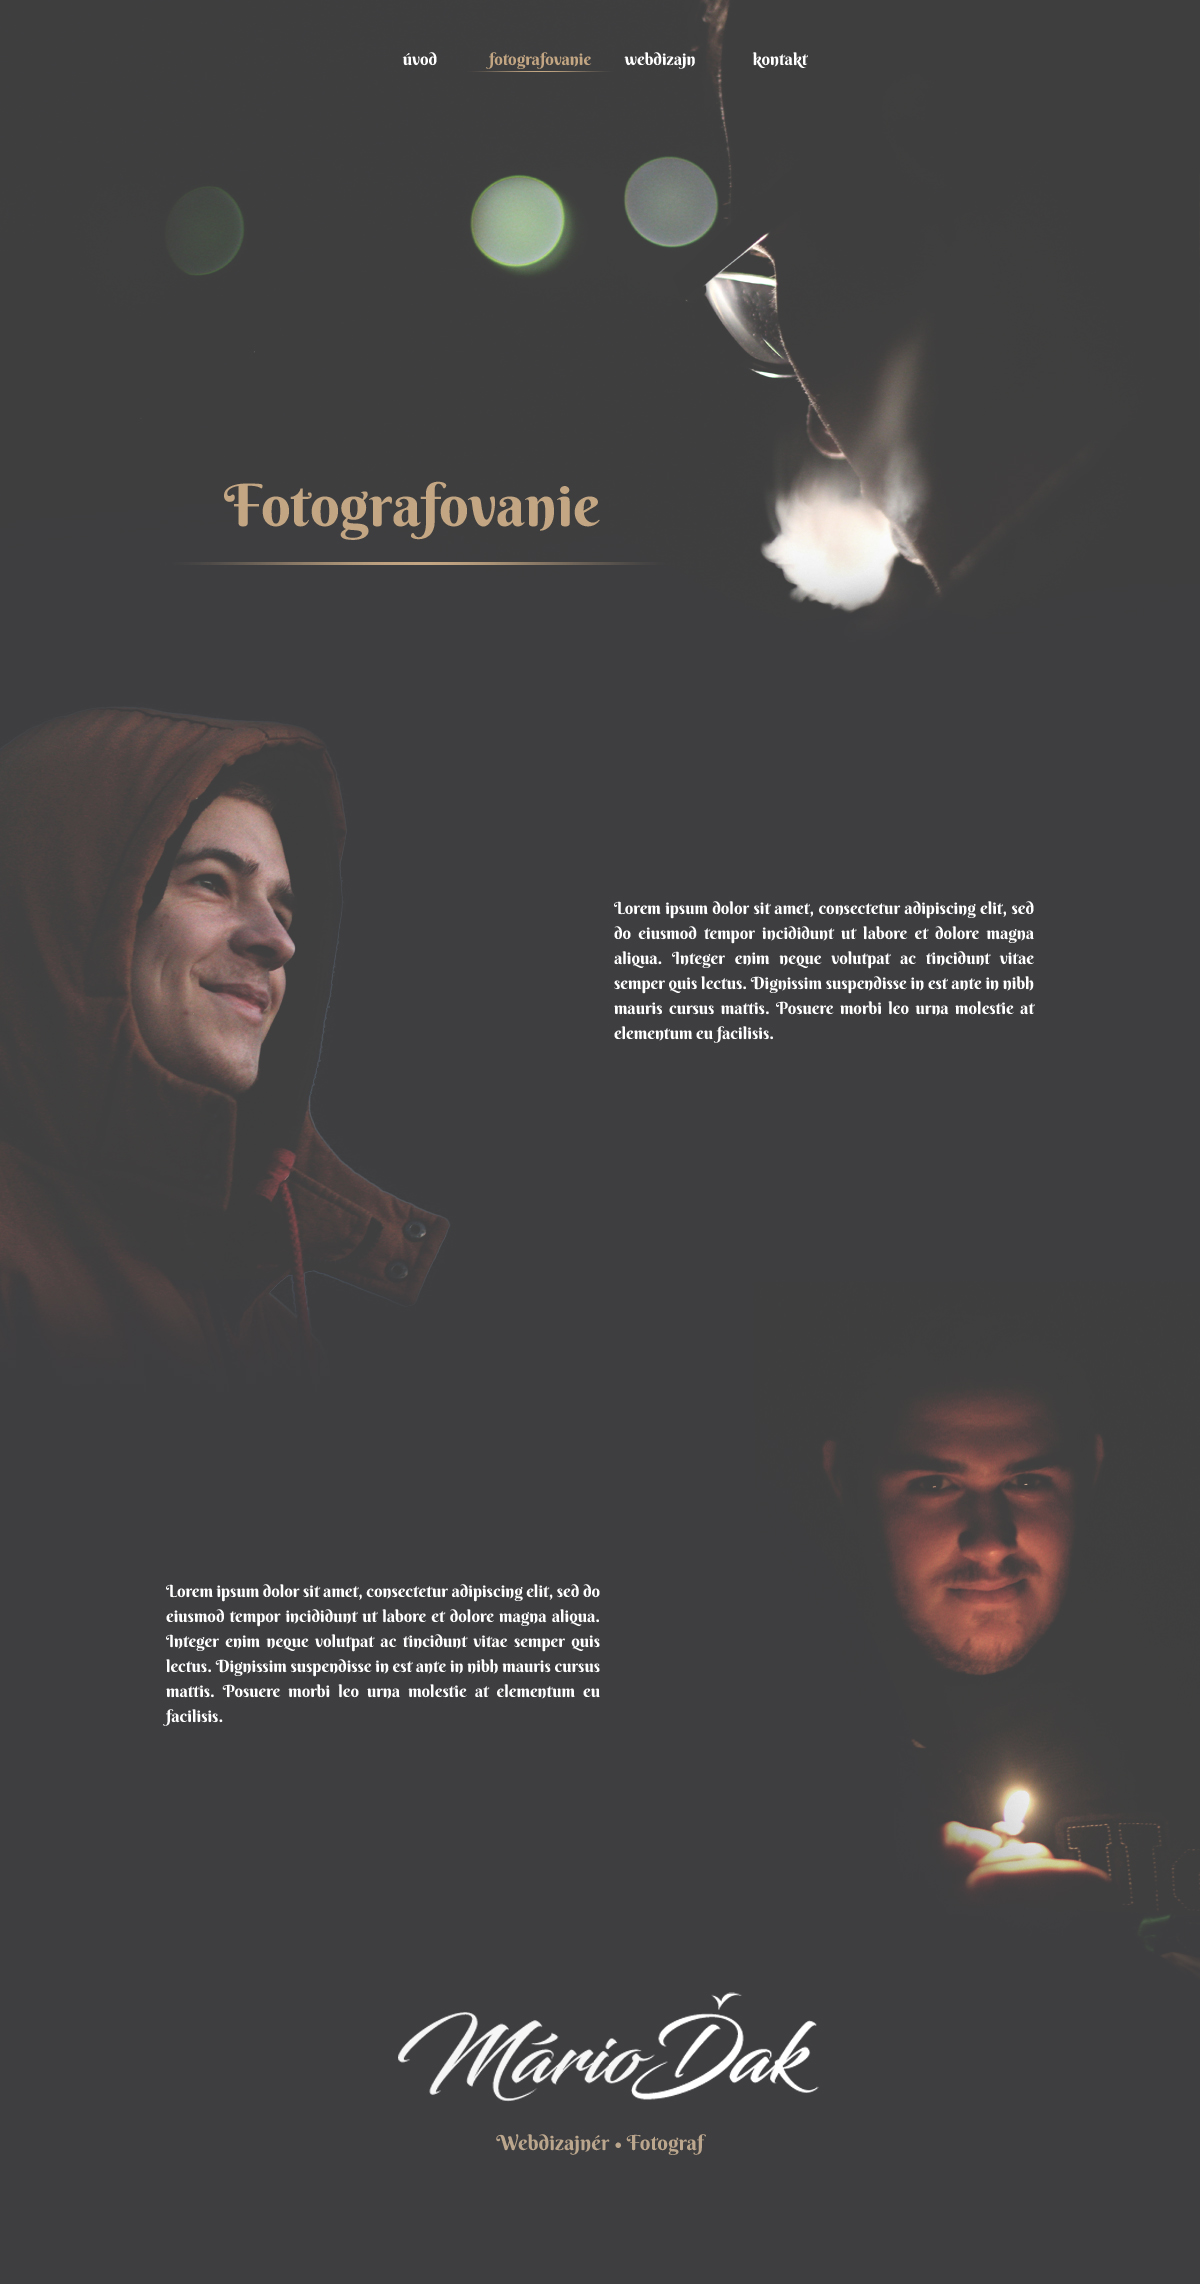 úvod fotografovanie webdizajn kontakt
Fotografovanie
Lorem ipsum dolor sit amet, consectetur adipiscing elit, sed
do eiusmod tempor incididunt ut labore et dolore magna
aliqua. Integer enim neque volutpat ac tincidunt vitae
semper quis lectus. Dignissim suspendisse in est ante in nibh
mauris cursus mattis. Posuere morbi leo urna molestie at
elementum eu facilisis.
Lorem ipsum dolor sit amet, consectetur adipiscing elit, sed do
eiusmod tempor incididunt ut labore et dolore magna aliqua.
Integer enim neque volutpat ac tincidunt vitae semper quis
lectus. Dignissim suspendisse in est ante in nibh mauris cursus
mattis. Posuere morbi leo urna molestie at elementum eu
facilisis.
Mário Ďak
Webdizajnér • Fotograf